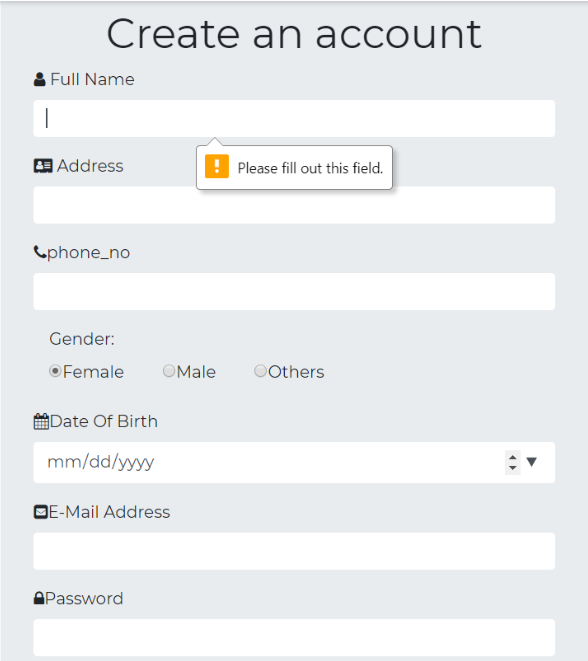 Create an account
Full Name
Please fill out this field.
Address
phone_no
Gender:
Female Male Others
Date Of Birth
mm/dd/yyyy
E-Mail Address
Password